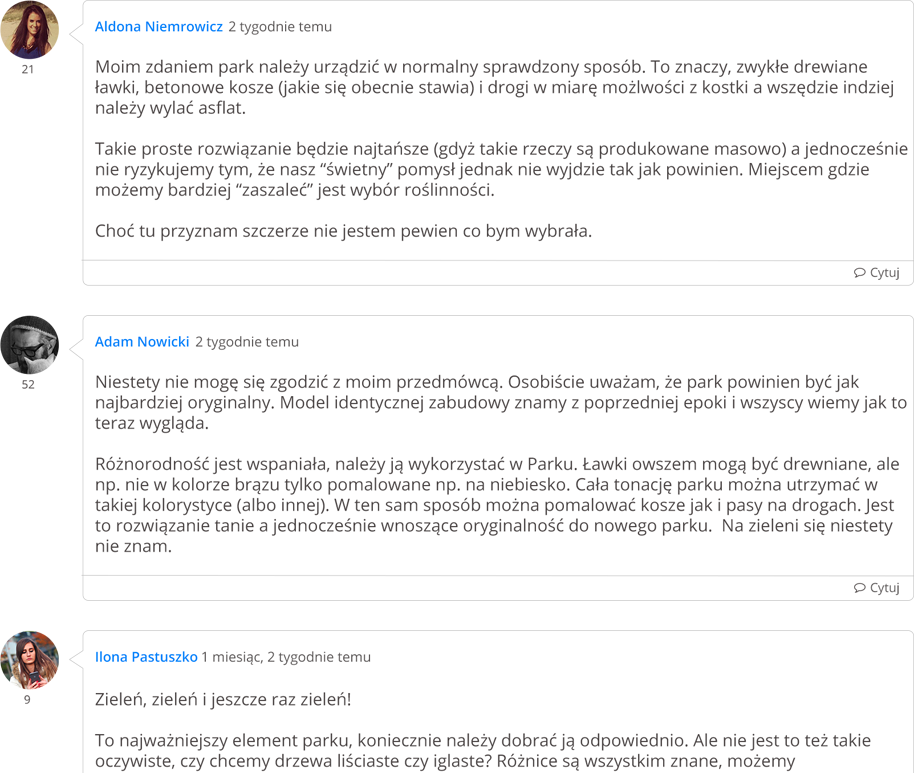 Aldona Niemrowicz 2 tygodnie temu
21
Moim zdaniem park należy urządzić w normalny sprawdzony sposób. To znaczy, zwykłe drewiane
ławki, betonowe kosze (jakie się obecnie stawia) i drogi w miarę możlwości z kostki a wszędzie indziej
należy wylać asflat.
Takie proste rozwiązanie będzie najtańsze (gdyż takie rzeczy są produkowane masowo) a jednocześnie
nie ryzykujemy tym, że nasz “świetny” pomysł jednak nie wyjdzie tak jak powinien. Miejscem gdzie
możemy bardziej “zaszaleć” jest wybór roślinności.
Choć tu przyznam szczerze nie jestem pewien co bym wybrała.
Cytuj
Adam Nowicki 2 tygodnie temu
52
Niestety nie mogę się zgodzić z moim przedmówcą. Osobiście uważam, że park powinien być jak
najbardziej oryginalny. Model identycznej zabudowy znamy z poprzedniej epoki i wszyscy wiemy jak to
teraz wygląda.
Różnorodność jest wspaniała, należy ją wykorzystać w Parku. Ławki owszem mogą być drewniane, ale
np. nie w kolorze brązu tylko pomalowane np. na niebiesko. Cała tonację parku można utrzymać w
takiej kolorystyce (albo innej). W ten sam sposób można pomalować kosze jak i pasy na drogach. Jest
to rozwiązanie tanie a jednocześnie wnoszące oryginalność do nowego parku.  Na zieleni się niestety
nie znam.
Cytuj
Ilona Pastuszko 1 miesiąc, 2 tygodnie temu
9
Zieleń, zieleń i jeszcze raz zieleń!
To najważniejszy element parku, koniecznie należy dobrać ją odpowiednio. Ale nie jest to też takie
oczywiste, czy chcemy drzewa liściaste czy iglaste? Różnice są wszystkim znane, możemy